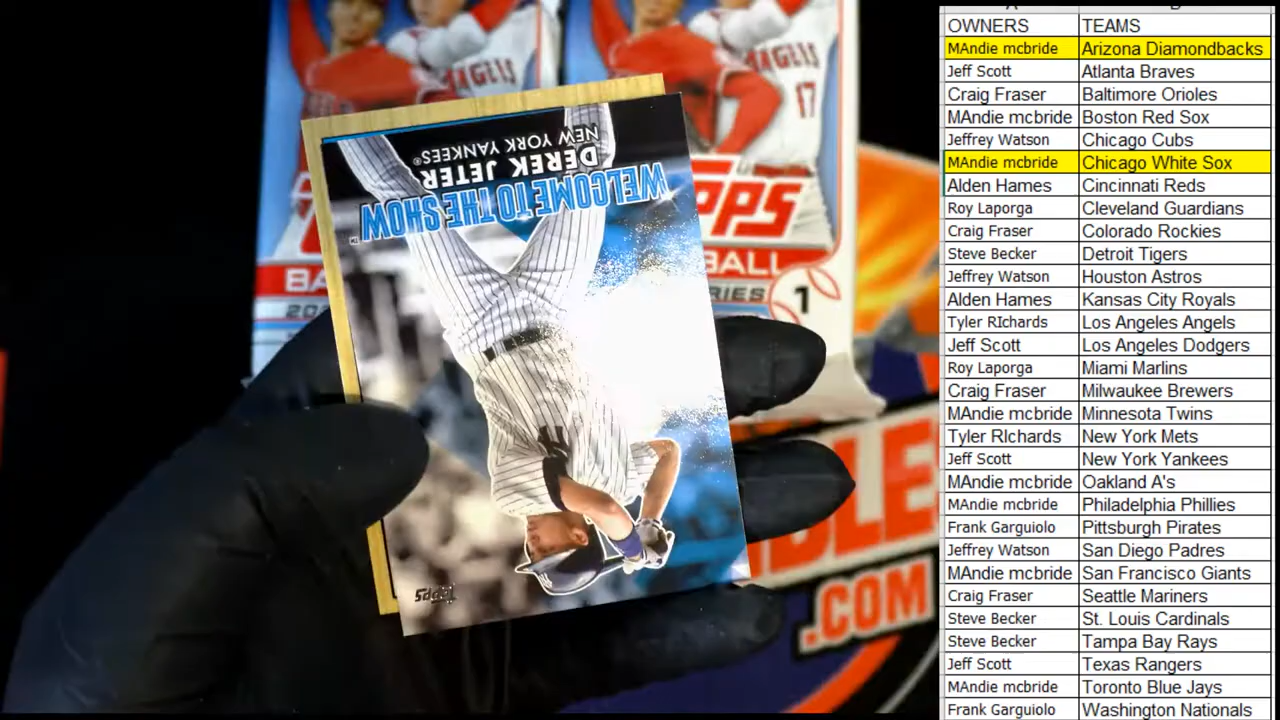 OWNERS TEAMS
MAndie mcbride Arizona Diamondbacks
Jeff Scott Atlanta Braves
Craig Fraser Baltimore Orioles
MAndie mcbride Boston Red Sox
Jeffrey Watson Chicago Cubs
MAndie mcbride Chicago White Sox
Alden Hames Cincinnati Reds
Roy Laporga Cleveland Guardians
Craig Fraser Colorado Rockies
Steve Becker Detroit Tigers
Jeffrey Watson Houston Astros
Alden Hames Kansas City Royals
Tyler RIchards Los Angeles Angels
Jeff Scott Los Angeles Dodgers
Roy Laporga Miami Marlins
Craig Fraser Milwaukee Brewers
MAndie mcbride Minnesota Twins
Tyler RIchards New York Mets
Jeff Scott New York Yankees
MAndie mcbride Oakland A's
MAndie mcbride Philadelphia Phillies
Frank Garguiolo Pittsburgh Pirates
Jeffrey Watson San Diego Padres
MAndie mcbride San Francisco Giants
Craig Fraser Seattle Mariners
Steve Becker St. Louis Cardinals
Steve Becker Tampa Bay Rays
Jeff Scott Texas Rangers
MAndie mcbride Toronto Blue Jays
Frank Garguiolo Washington Nationals
WELCOME TO THE SHOW™
DEREK JETER
NEW YORK YANKEES®
Topps
ANGELS
17
PPS
BALL
RIES 1
BA
20
BLES
.COM